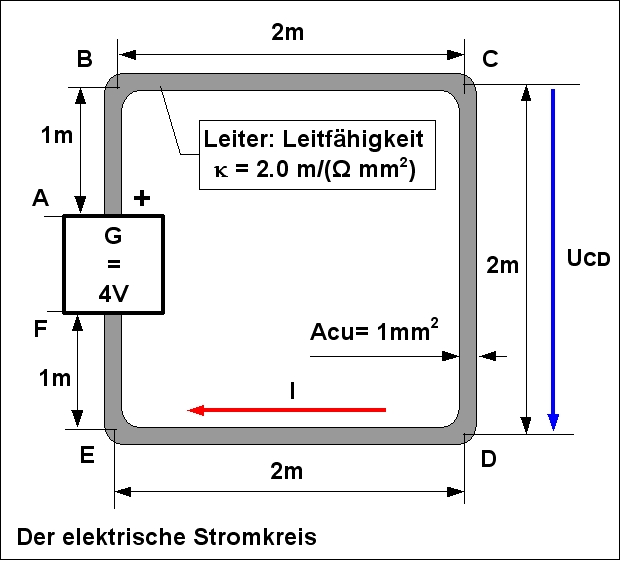 2m
B
C
1m
Leiter: Leitfähigkeit
κ = 2.0 m/(Ω mm²)
A
+
G
=
4V
2m
UCD
F
Acu= 1mm²
1m
I
E
D
2m
Der elektrische Stromkreis